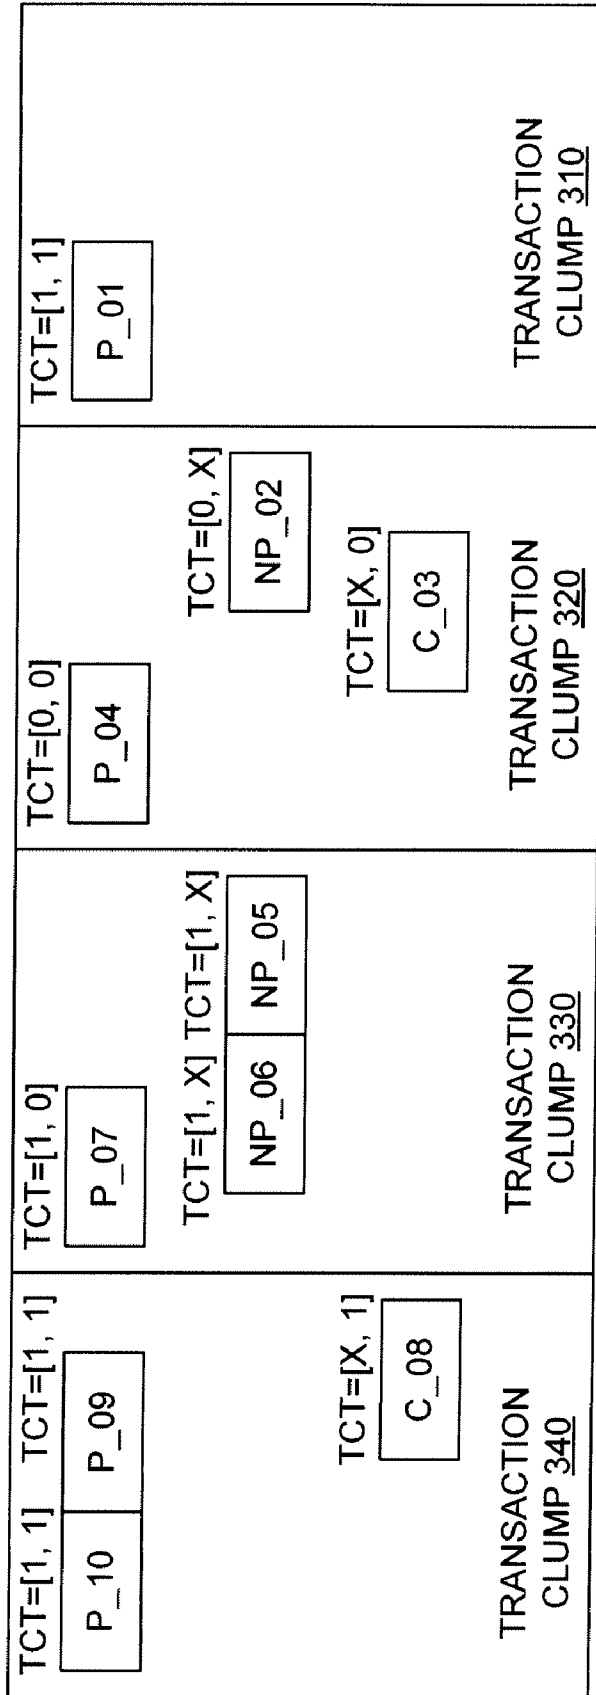 TCT=[1, 1] TCT=[1, 1]
P_10 P_09
TCT=[X, 1]
C_08
TRANSACTION
CLUMP 340
TCT=[1, 0]
P_07
TCT=[1, X] TCT=[1, X]
NP_06 NP_05
TRANSACTION
CLUMP 330
TCT=[0, 0]
P_04
TCT=[0, X]
NP_02
TCT=[X, 0]
C_03
TRANSACTION
CLUMP 320
TCT=[1, 1]
P_01
TRANSACTION
CLUMP 310